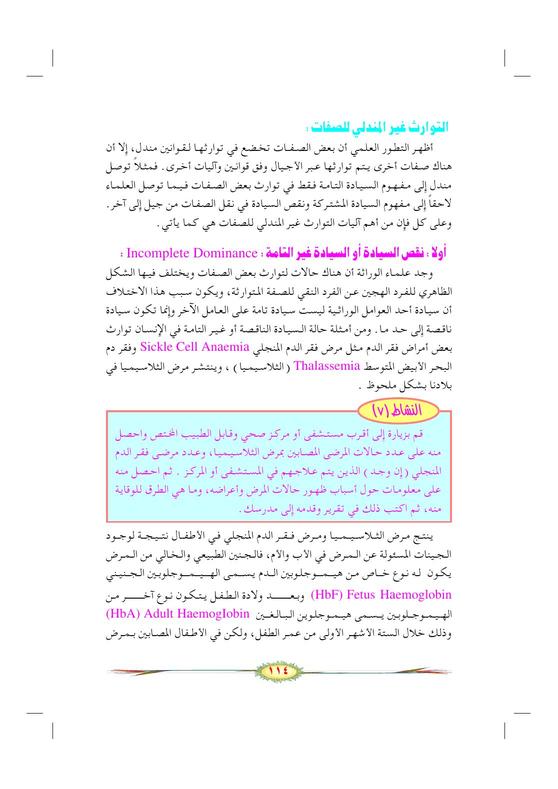 التوارث غير المندلي للصفات :
أظهر التطور العلمي أن بعض الصفات تخضع في توارثها لقوانين مندل، إلا أن
هناك صفات أخرى يتم توارثها عبر الأجيال وفق قوانين وآليات أخرى. فمثلاً توصل
مندل إلى مفهوم السيادة التامة فقط في توارث بعض الصفات فيما توصل العلماء
لاحقاً إلى مفهوم السيادة المشتركة ونقص السيادة في نقل الصفات من جيل إلى آخر.
وعلى كل فإن من أهم آليات التوارث غير المندلي للصفات هي كما يأتي.
أولاً : نقص السيادة أو السيادة غير التامة : Incomplete Dominance :
وجد علماء الوراثة أن هناك حالات لتوارث بعض الصفات ويختلف فيها الشكل
الظاهري للفرد الهجين عن الفرد النقي للصفة المتوارثة، ويكون سبب هذا الاختلاف
أن سيادة أحد العوامل الوراثية ليست سيادة تامة على العامل الآخر وإنما تكون سيادة
ناقصة إلى حد ما. ومن أمثلة حالة السيادة الناقصة أو غير التامة في الإنسان توارث
بعض أمراض فقر الدم مثل مرض فقر الدم المنجلي Sickle Cell Anaemia وفقر دم
البحر الأبيض المتوسط Thalassemia ( الثلاسيميا ) ، وينتشر مرض الثلاسيميا في
بلادنا بشكل ملحوظ .
النشاط (٧)
قم بزيارة إلى أقرب مستشفى أو مركز صحي وقابل الطبيب المختص واحصل
منه على عدد حالات المرضى المصابين بمرض الثلاسيميا، وعدد مرضى فقر الدم
المنجلي ( إن وجد ) الذين يتم علاجهم في المستشفى أو المركز . ثم احصل منه
على معلومات حول أسباب ظهور حالات المرض وأعراضه، وما هي الطرق للوقاية
منه، ثم اكتب ذلك في تقرير وقدمه إلى مدرسك.
ينتج مرض الثلاسيميا ومرض فقر الدم المنجلي في الأطفال نتيجة لوجود
الجينات المسئولة عن المرض في الأب والأم، فالجنين الطبيعي والخالي من المرض
يكون له نوع خاص من هيموجلوبين الدم يسمى الهيموجلوبين الجنيني
(HbF) Fetus Haemoglobin وبعد ولادة الطفل يتكون نوع آخر من
الهيموجلوبين يسمى هيموجلوين البالغين (HbA) Adult Haemoglobin
وذلك خلال الستة الأشهر الأولى من عمر الطفل، ولكن في الأطفال المصابين بمرض
١١٤